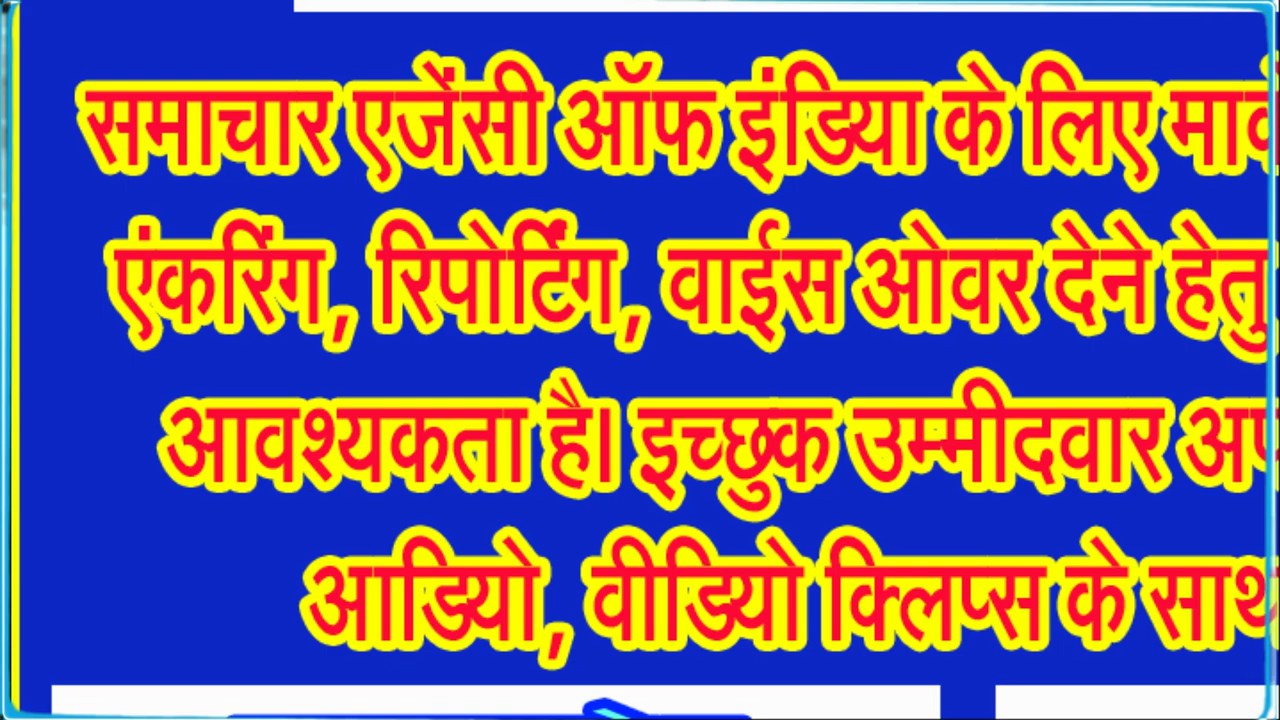 समाचार एजेंसी ऑफ इंडिया के लिए
एंकरिंग, रिपोर्टिंग, वाईस ओवर देने हेतु
आवश्यकता है। इच्छुक उम्मीदवार
आडियो, वीडियो क्लिप्स के साथ